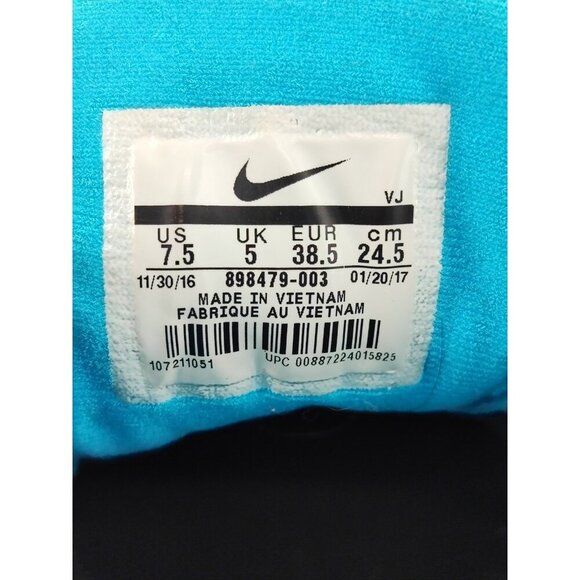 VJ
US UK EUR cm
7.5 5 38.5 24.5
11/30/16 898479-003 01/20/17
MADE IN VIETNAM
FABRIQUE AU VIETNAM
107211051 UPC 00887224015825